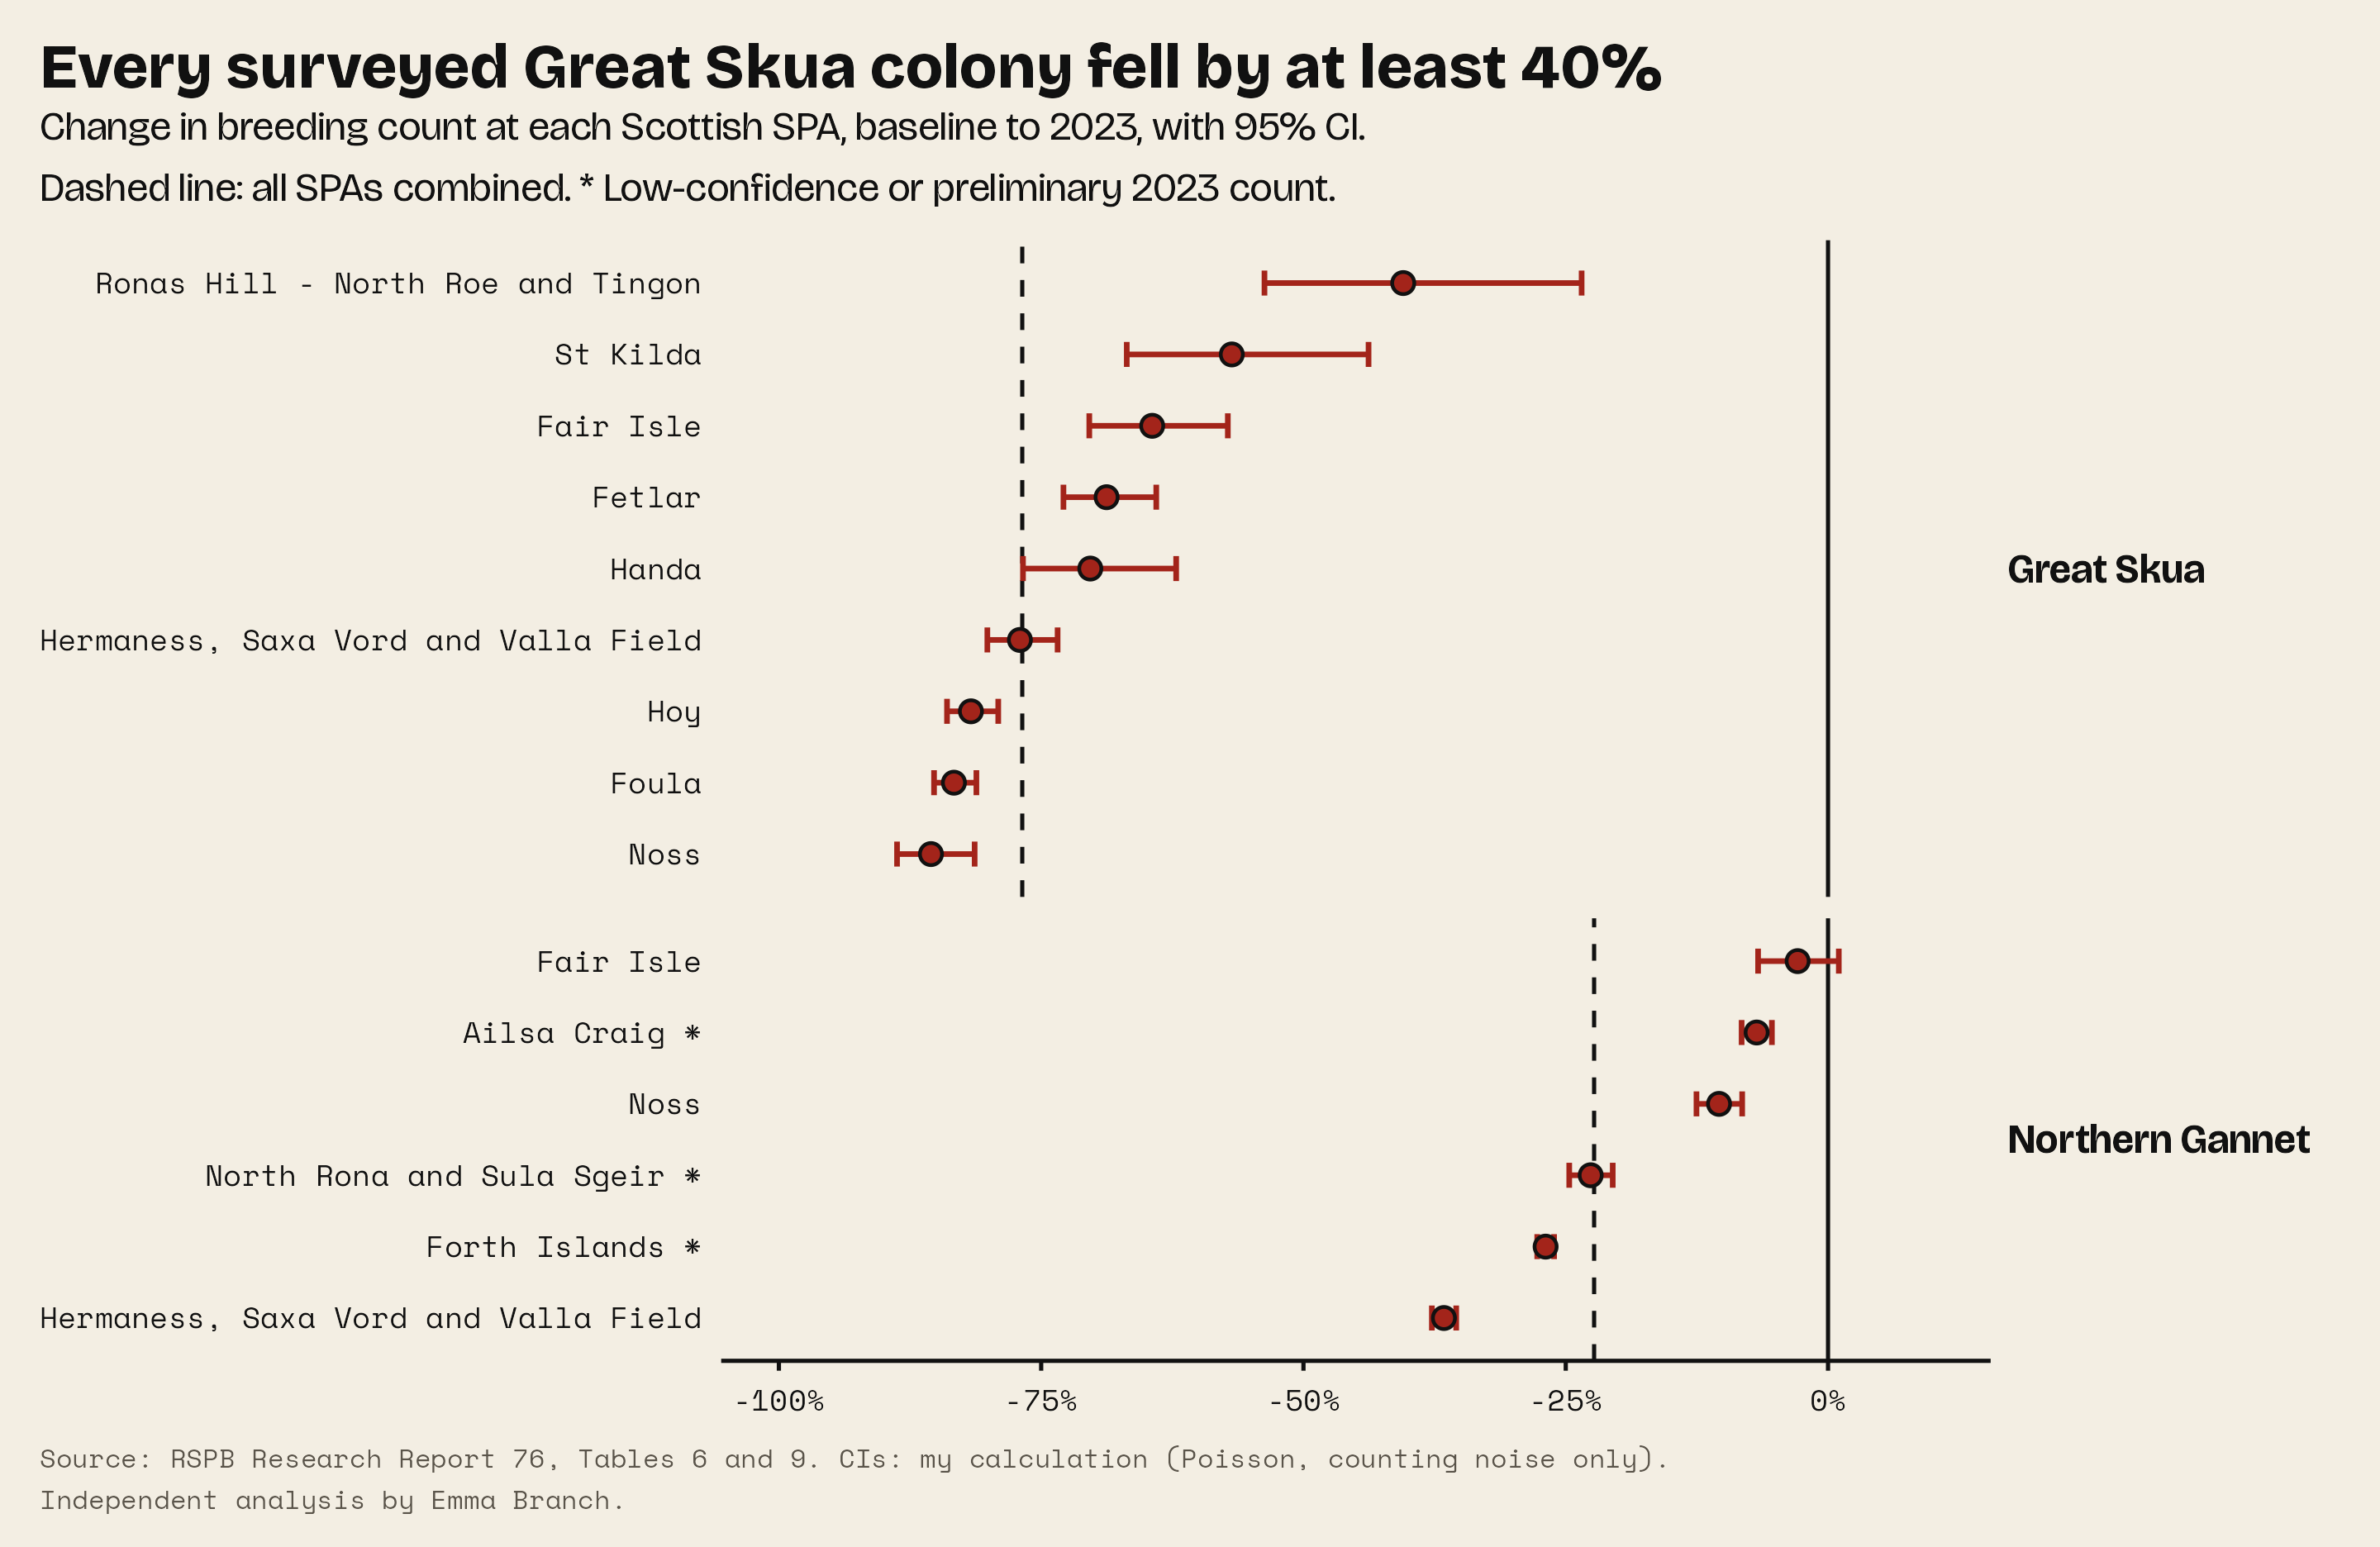 Every surveyed Great Skua colony fell by at least 40%
Change in breeding count at each Scottish SPA, baseline to 2023, with 95% CI.
Dashed line: all SPAs combined. * Low-confidence or preliminary 2023 count.
Ronas Hill - North Roe and Tingon
St Kilda
Fair Isle
Fetlar
Handa
Great Skua
Hermaness, Saxa Vord and Valla Field
Hoy
Foula
Noss
Fair Isle
Ailsa Craig *
Noss
Northern Gannet
North Rona and Sula Sgeir *
Forth Islands *
Hermaness, Saxa Vord and Valla Field
-100% -75% -50% -25% 0%
Source: RSPB Research Report 76, Tables 6 and 9. CIs: my calculation (Poisson, counting noise only).
Independent analysis by Emma Branch.